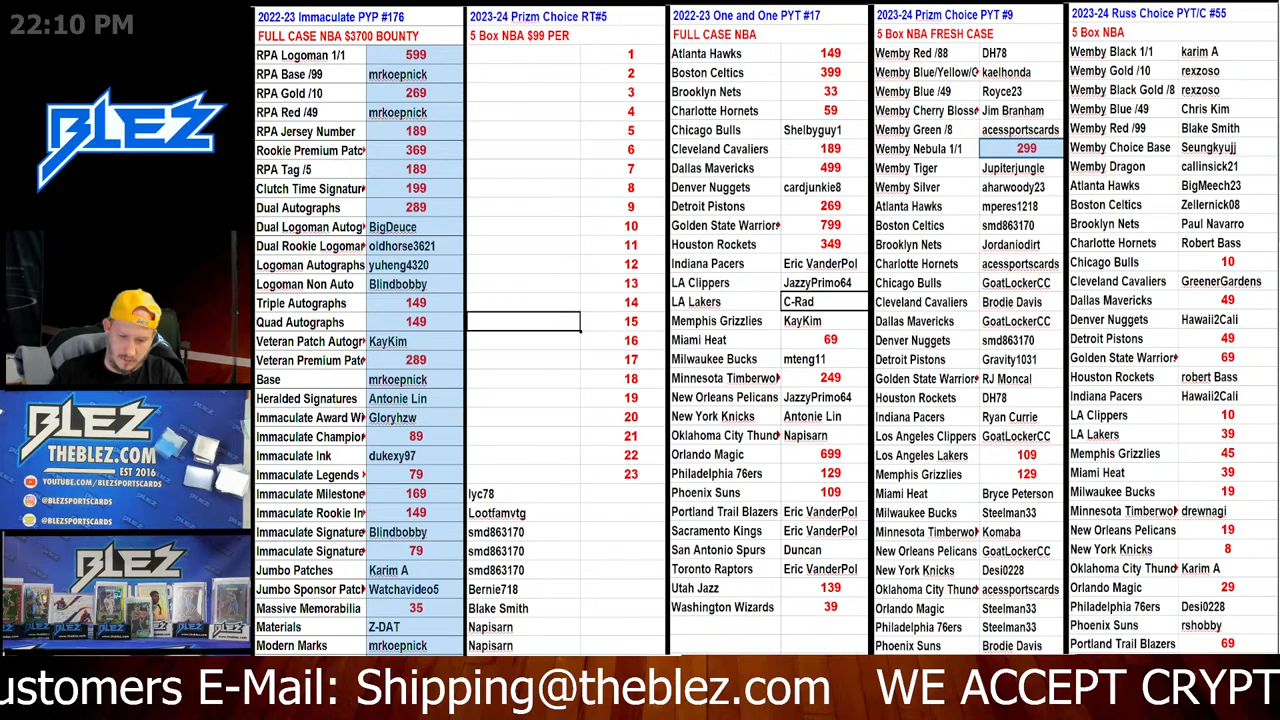 22:10 PM
BLEZ
BLEZ
THEBLEZ.COM
EST 2016
YOUTUBE.COM/BLEZSPORTSCARDS
@BLEZSPORTSCARDS
@BLEZSPORTSCARDS
BLEZ
2022-23 Immaculate PYP #176
FULL CASE NBA $3700 BOUNTY
RPA Logoman 1/1 599
RPA Base /99 mrkoepnick
RPA Gold /10 269
RPA Red /49 mrkoepnick
RPA Jersey Number 189
Rookie Premium Patc 369
RPA Tag /5 189
Clutch Time Signatur 199
Dual Autographs 289
Dual Logoman Autog BigDeuce
Dual Rookie Logoma oldhorse3621
Logoman Autographs yuheng4320
Logoman Non Auto Blindbobby
Triple Autographs 149
Quad Autographs 149
Veteran Patch Autogr KayKim
Veteran Premium Pat 289
Base mrkoepnick
Heralded Signatures Antonie Lin
Immaculate Award Wi Gloryhzw
Immaculate Champio 89
Immaculate Ink dukexy97
Immaculate Legends 79
Immaculate Milestone 169
Immaculate Rookie In 149
Immaculate Signature Blindbobby
Immaculate Signature 79
Jumbo Patches Karim A
Jumbo Sponsor Patc Watchavideo5
Massive Memorabilia 35
Materials Z-DAT
Modern Marks mrkoepnick
2023-24 Prizm Choice RT#5
5 Box NBA $99 PER
1
2
3
4
5
6
7
8
9
10
11
12
13
14
15
16
17
18
19
20
21
22
23
lyc78
Lootfamvtg
smd863170
smd863170
smd863170
Bernie718
Blake Smith
Napisarn
Napisarn
2022-23 One and One PYT #17
FULL CASE NBA
Atlanta Hawks 149
Boston Celtics 399
Brooklyn Nets 33
Charlotte Hornets 59
Chicago Bulls Shelbyguy1
Cleveland Cavaliers 189
Dallas Mavericks 499
Denver Nuggets cardjunkie8
Detroit Pistons 269
Golden State Warrior 799
Houston Rockets 349
Indiana Pacers Eric VanderPol
LA Clippers JazzyPrimo64
LA Lakers C-Rad
Memphis Grizzlies KayKim
Miami Heat 69
Milwaukee Bucks mteng11
Minnesota Timberwo 249
New Orleans Pelicans JazzyPrimo64
New York Knicks Antonie Lin
Oklahoma City Thund Napisarn
Orlando Magic 699
Philadelphia 76ers 129
Phoenix Suns 109
Portland Trail Blazers Eric VanderPol
Sacramento Kings Eric VanderPol
San Antonio Spurs Duncan
Toronto Raptors Eric VanderPol
Utah Jazz 139
Washington Wizards 39
2023-24 Prizm Choice PYT #9
5 Box NBA FRESH CASE
Wemby Red /88 DH78
Wemby Blue/Yellow/G kaelhonda
Wemby Blue /49 Royce23
Wemby Cherry Bloss Jim Branham
Wemby Green /8 acessportscards
Wemby Nebula 1/1 299
Wemby Tiger Jupiterjungle
Wemby Silver aharwoody23
Atlanta Hawks mperes1218
Boston Celtics smd863170
Brooklyn Nets Jordaniodirt
Charlotte Hornets acessportscards
Chicago Bulls GoatLockerCC
Cleveland Cavaliers Brodie Davis
Dallas Mavericks GoatLockerCC
Denver Nuggets smd863170
Detroit Pistons Gravity1031
Golden State Warrior RJ Moncal
Houston Rockets DH78
Indiana Pacers Ryan Currie
Los Angeles Clippers GoatLockerCC
Los Angeles Lakers 109
Memphis Grizzlies 129
Miami Heat Bryce Peterson
Milwaukee Bucks Steelman33
Minnesota Timberwo Komaba
New Orleans Pelicans GoatLockerCC
New York Knicks Desi0228
Oklahoma City Thund acessportscards
Orlando Magic Steelman33
Philadelphia 76ers Steelman33
Phoenix Suns Brodie Davis
2023-24 Russ Choice PYT/C #55
5 Box NBA
Wemby Black 1/1 karim A
Wemby Gold /10 rexzoso
Wemby Black Gold /8 rexzoso
Wemby Blue /49 Chris Kim
Wemby Red /99 Blake Smith
Wemby Choice Base Seungkyujj
Wemby Dragon callinsick21
Atlanta Hawks BigMeech23
Boston Celtics Zellernick08
Brooklyn Nets Paul Navarro
Charlotte Hornets Robert Bass
Chicago Bulls 10
Cleveland Cavaliers GreenerGardens
Dallas Mavericks 49
Denver Nuggets Hawaii2Cali
Detroit Pistons 49
Golden State Warrior 69
Houston Rockets robert Bass
Indiana Pacers Hawaii2Cali
LA Clippers 10
LA Lakers 39
Memphis Grizzlies 45
Miami Heat 39
Milwaukee Bucks 19
Minnesota Timberwo drewnagi
New Orleans Pelicans 19
New York Knicks 8
Oklahoma City Thund Karim A
Orlando Magic 29
Philadelphia 76ers Desi0228
Phoenix Suns rshobby
Portland Trail Blazers 69
ustomers E-Mail: Shipping@theblez.com WE ACCEPT CRYPT